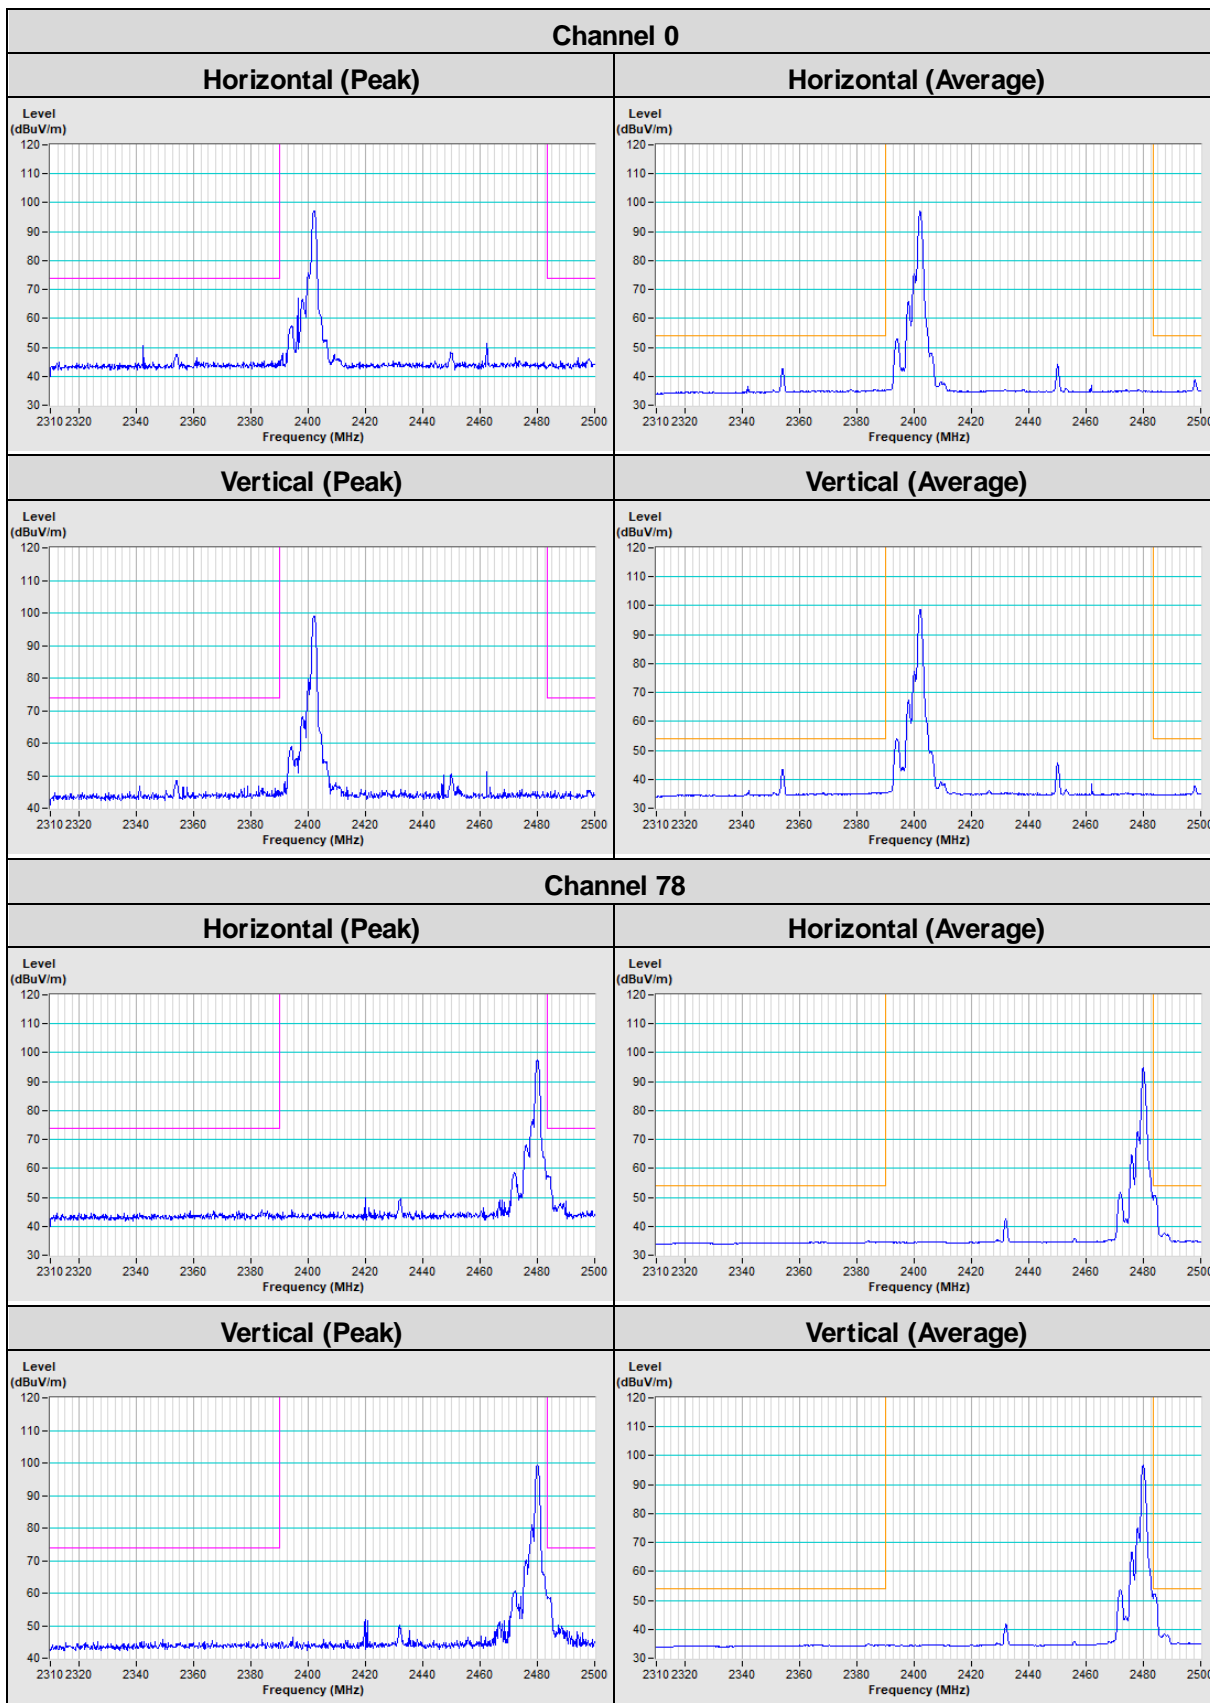 Channel 0
Horizontal (Peak) Horizontal (Average)
Level Level
(dBuV/m) (dBuV/m)
120 120
110 110
100 100
90 90
80 80
70 70
60 60
50 50
40 40
30 30
2310 2320 2340 2360 2380 2400 2420 2440 2460 2480 2500 2310 2320 2340 2360 2380 2400 2420 2440 2460 2480 2500
Frequency (MHz) Frequency (MHz)
Vertical (Peak) Vertical (Average)
Level Level
(dBuV/m) (dBuV/m)
120 120
110 110
100 100
90 90
80 80
70 70
60 60
50 50
40 40
30
2310 2320 2340 2360 2380 2400 2420 2440 2460 2480 2500 2310 2320 2340 2360 2380 2400 2420 2440 2460 2480 2500
Frequency (MHz) Frequency (MHz)
Channel 78
Horizontal (Peak) Horizontal (Average)
Level Level
(dBuV/m) (dBuV/m)
120 120
110 110
100 100
90 90
80 80
70 70
60 60
50 50
40 40
30 30
2310 2320 2340 2360 2380 2400 2420 2440 2460 2480 2500 2310 2320 2340 2360 2380 2400 2420 2440 2460 2480 2500
Frequency (MHz) Frequency (MHz)
Vertical (Peak) Vertical (Average)
Level Level
(dBuV/m) (dBuV/m)
120 120
110 110
100 100
90 90
80 80
70 70
60 60
50 50
40 40
30
2310 2320 2340 2360 2380 2400 2420 2440 2460 2480 2500 2310 2320 2340 2360 2380 2400 2420 2440 2460 2480 2500
Frequency (MHz) Frequency (MHz)